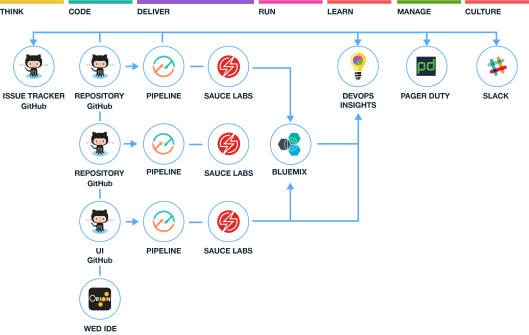 THINK CODE DELIVER RUN LEARN MANAGE CULTURE
ISSUE TRACKER REPOSITORY PIPELINE SAUCE LABS DEVOPS PAGER DUTY SLACK
GitHub GitHub INSIGHTS
pd
REPOSITORY PIPELINE SAUCE LABS BLUEMIX
GitHub
UI PIPELINE SAUCE LABS
GitHub
ORION
WED IDE